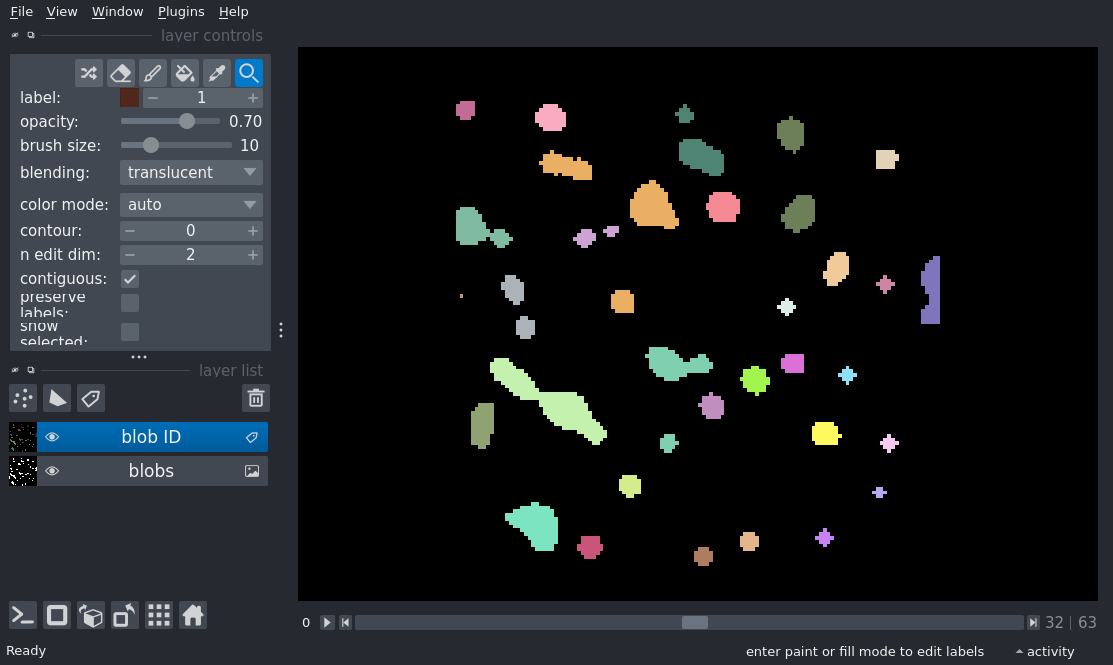 File View Window Plugins Help
layer controls
label: 1
opacity: 0.70
brush size: 10
blending: translucent
color mode: auto
contour: 0
n edit dim: 2
contiguous:
preserve
labels:
show
selected:
layer list
blob ID
blobs
0 32 | 63
Ready enter paint or fill mode to edit labels activity